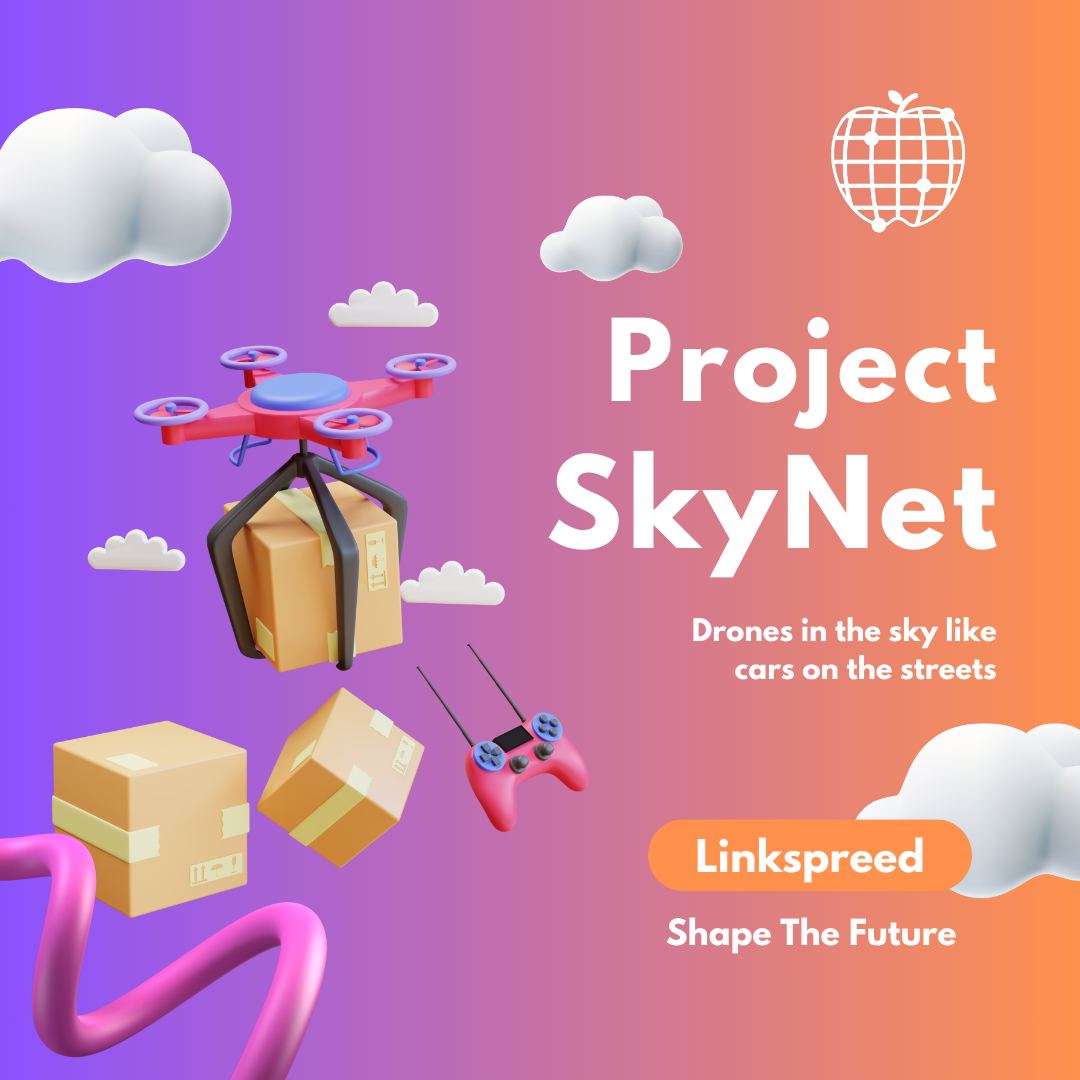 Project
SkyNet
Drones in the sky like
cars on the streets
Linkspreed
Shape The Future